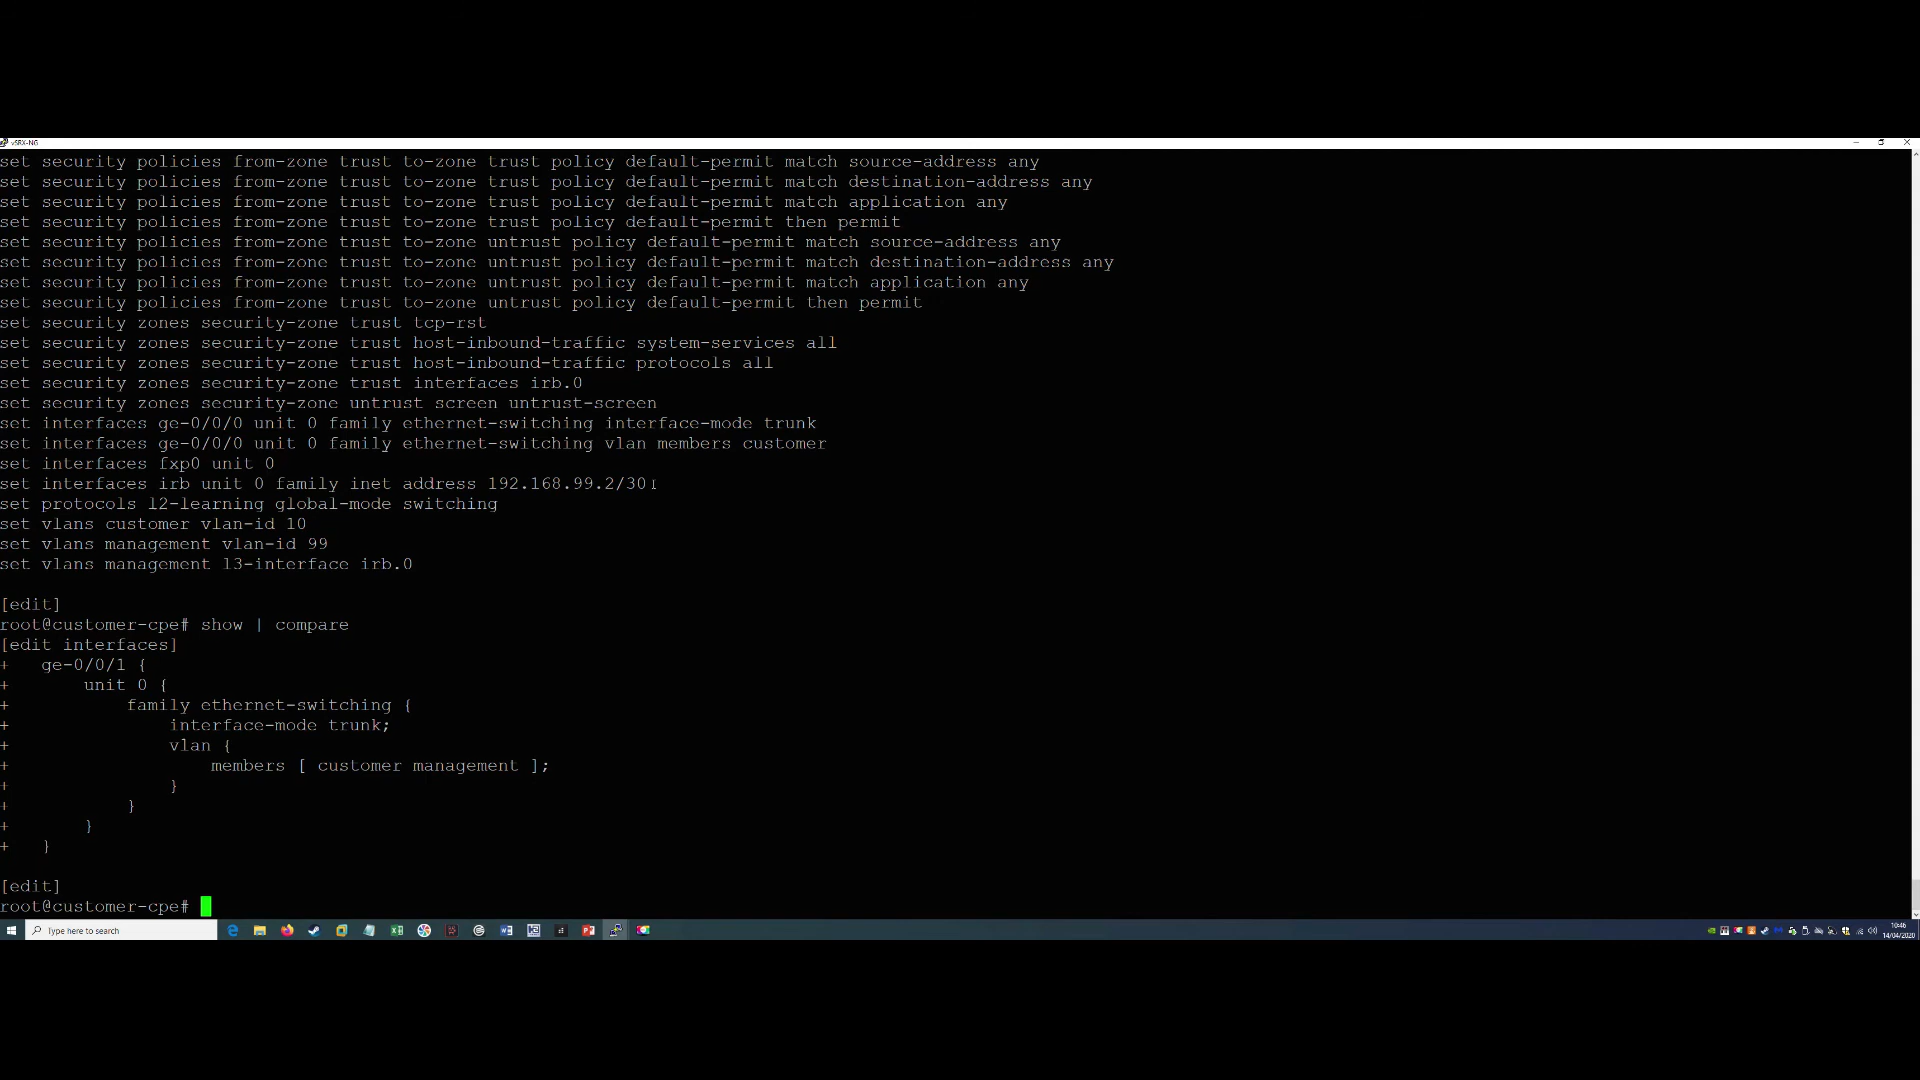 vSRX-NG
set security policies from-zone trust to-zone trust policy default-permit match source-address any
set security policies from-zone trust to-zone trust policy default-permit match destination-address any
set security policies from-zone trust to-zone trust policy default-permit match application any
set security policies from-zone trust to-zone trust policy default-permit then permit
set security policies from-zone trust to-zone untrust policy default-permit match source-address any
set security policies from-zone trust to-zone untrust policy default-permit match destination-address any
set security policies from-zone trust to-zone untrust policy default-permit match application any
set security policies from-zone trust to-zone untrust policy default-permit then permit
set security zones security-zone trust tcp-rst
set security zones security-zone trust host-inbound-traffic system-services all
set security zones security-zone trust host-inbound-traffic protocols all
set security zones security-zone trust interfaces irb.0
set security zones security-zone untrust screen untrust-screen
set interfaces ge-0/0/0 unit 0 family ethernet-switching interface-mode trunk
set interfaces ge-0/0/0 unit 0 family ethernet-switching vlan members customer
set interfaces fxp0 unit 0
set interfaces irb unit 0 family inet address 192.168.99.2/30
set protocols l2-learning global-mode switching
set vlans customer vlan-id 10
set vlans management vlan-id 99
set vlans management l3-interface irb.0
[edit]
root@customer-cpe# show | compare
[edit interfaces]
+   ge-0/0/1 {
+       unit 0 {
+           family ethernet-switching {
+               interface-mode trunk;
+               vlan {
+                   members [ customer management ];
+               }
+           }
+       }
+   }
[edit]
root@customer-cpe#
Type here to search
10:46
14/04/2020